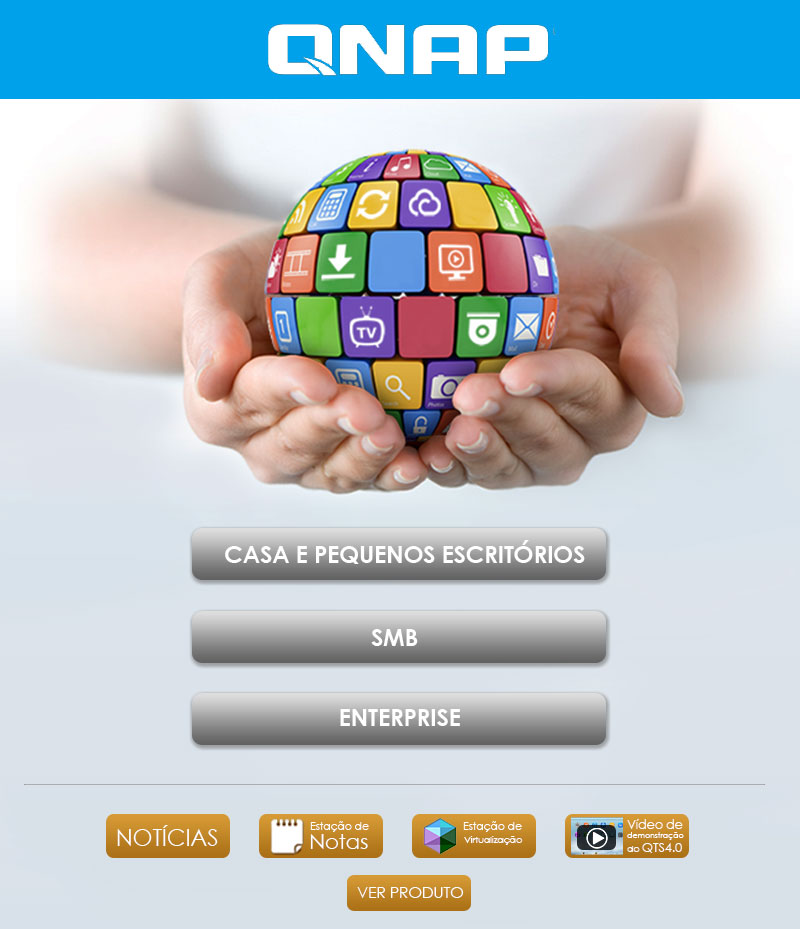 QNAP
TV
CASA E PEQUENOS ESCRITÓRIOS
SMB
ENTERPRISE
NOTÍCIAS
Estação de
Notas
Estação de
Virtualização
Vídeo de
demonstração
do QTS4.0
VER PRODUTO